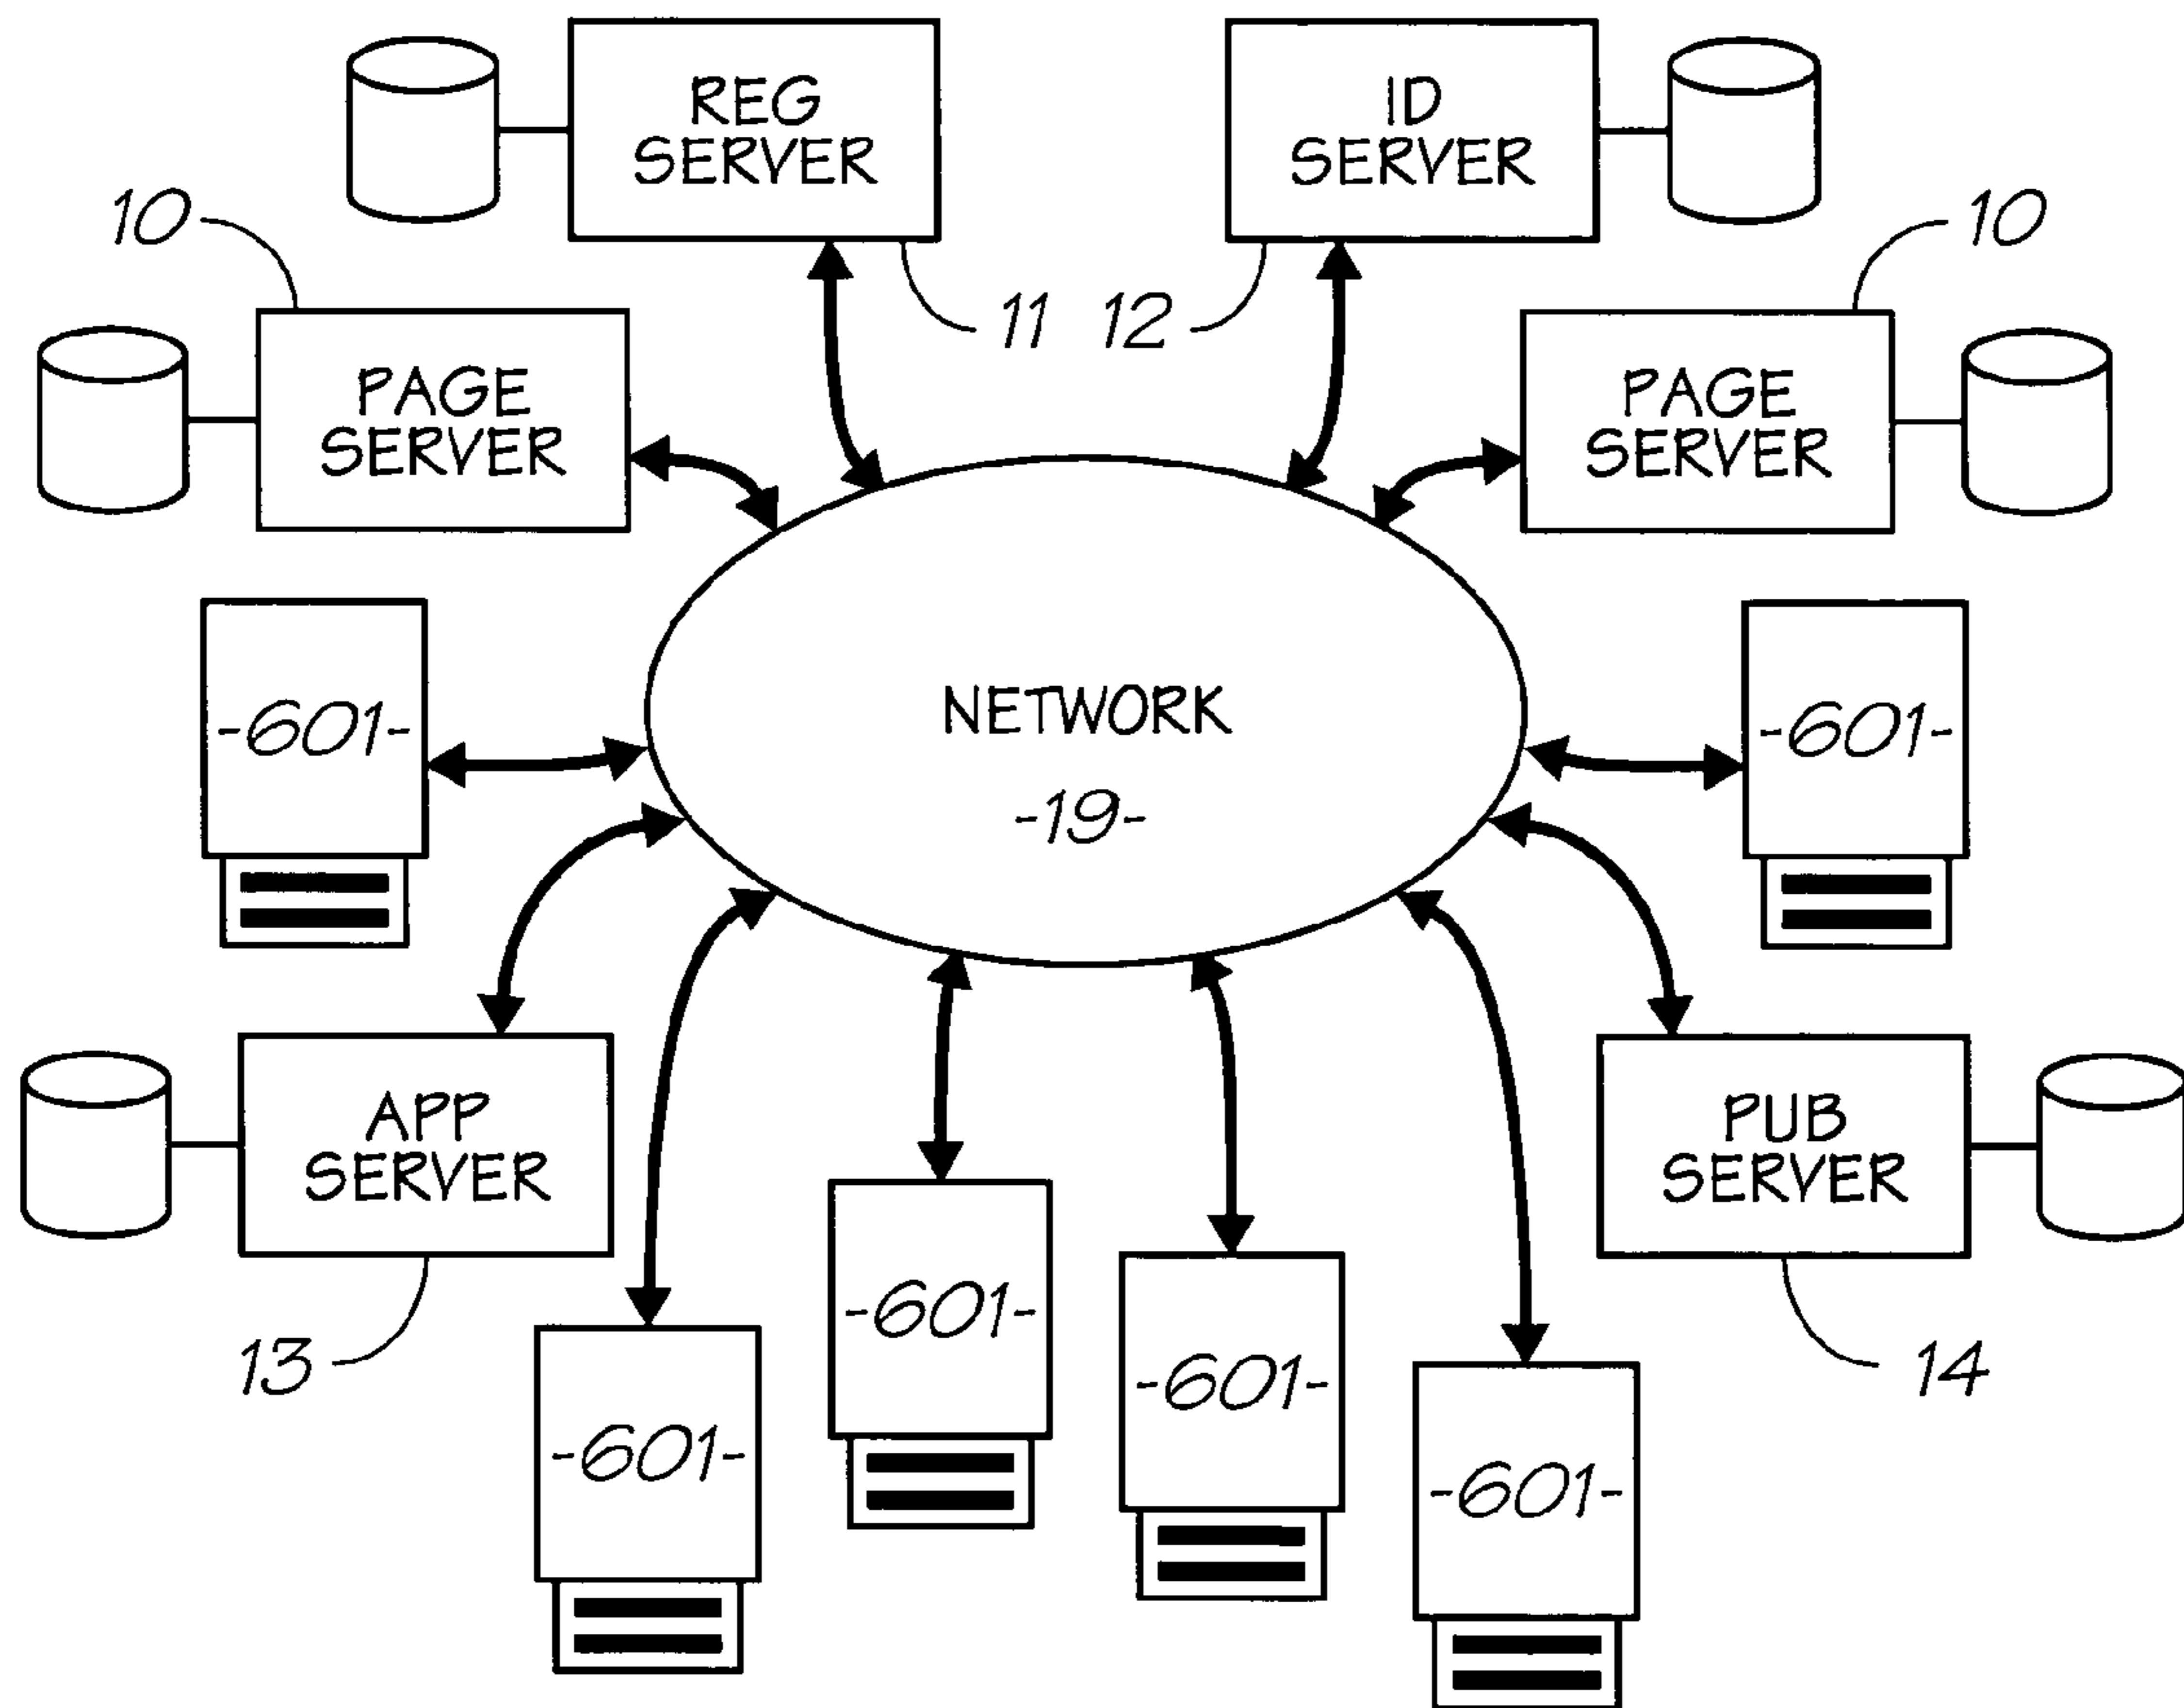 REG
SERVER
ID
SERVER
10
10
11
12
PAGE
SERVER
PAGE
SERVER
-601-
NETWORK
-19-
-601-
APP
SERVER
PUB
SERVER
13
-601-
-601-
-601-
-601-
14